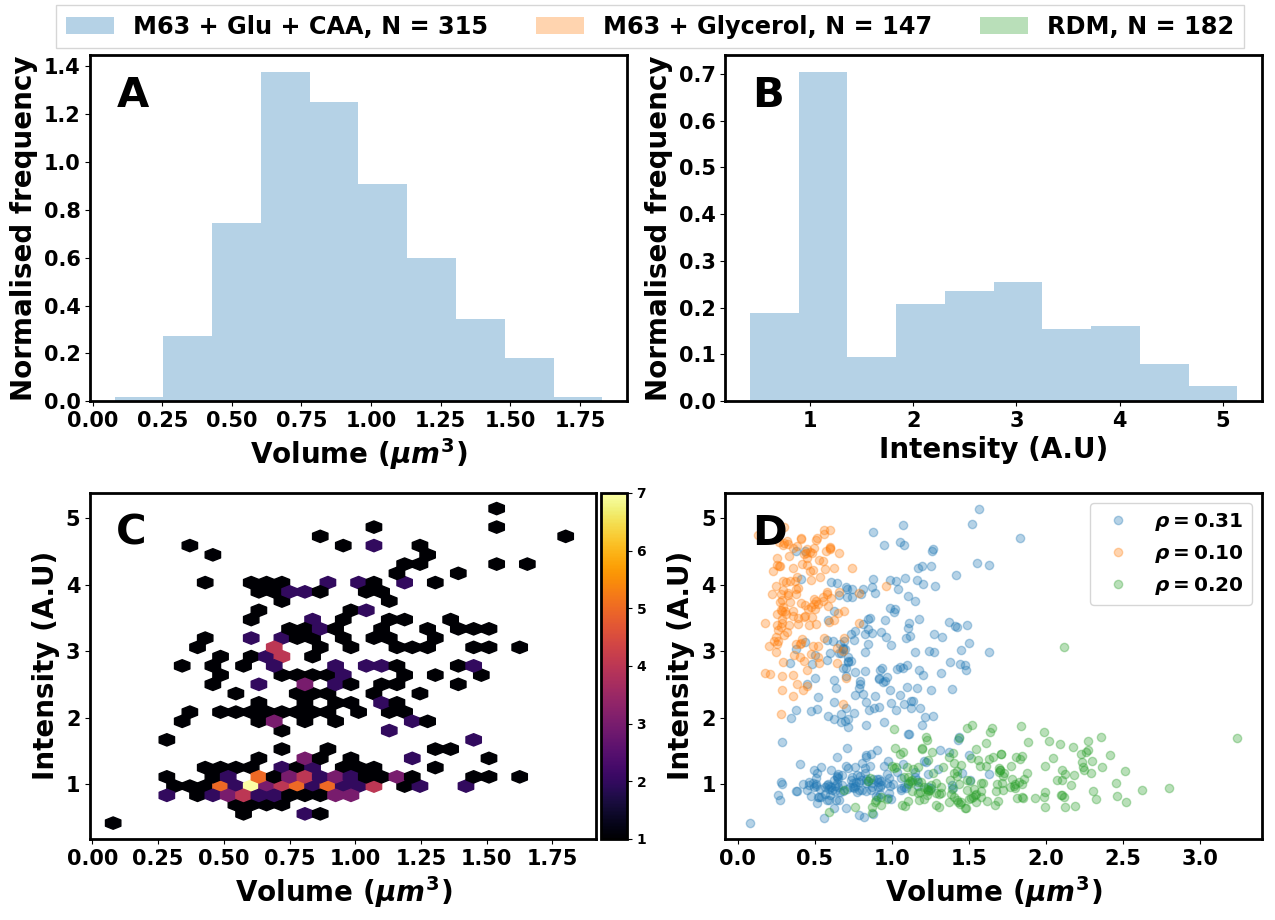 M63 + Glu + CAA, N = 315 M63 + Glycerol, N = 147 RDM, N = 182
A
Normalised frequency
1.4
1.2
1.0
0.8
0.6
0.4
0.2
0.0
0.00 0.25 0.50 0.75 1.00 1.25 1.50 1.75
Volume (μm³)
B
Normalised frequency
0.7
0.6
0.5
0.4
0.3
0.2
0.1
0.0
1 2 3 4 5
Intensity (A.U)
C
Intensity (A.U)
5
4
3
2
1
0.00 0.25 0.50 0.75 1.00 1.25 1.50 1.75
Volume (μm³)
7
6
5
4
3
2
1
D
ρ = 0.31
ρ = 0.10
ρ = 0.20
Intensity (A.U)
5
4
3
2
1
0.0 0.5 1.0 1.5 2.0 2.5 3.0
Volume (μm³)